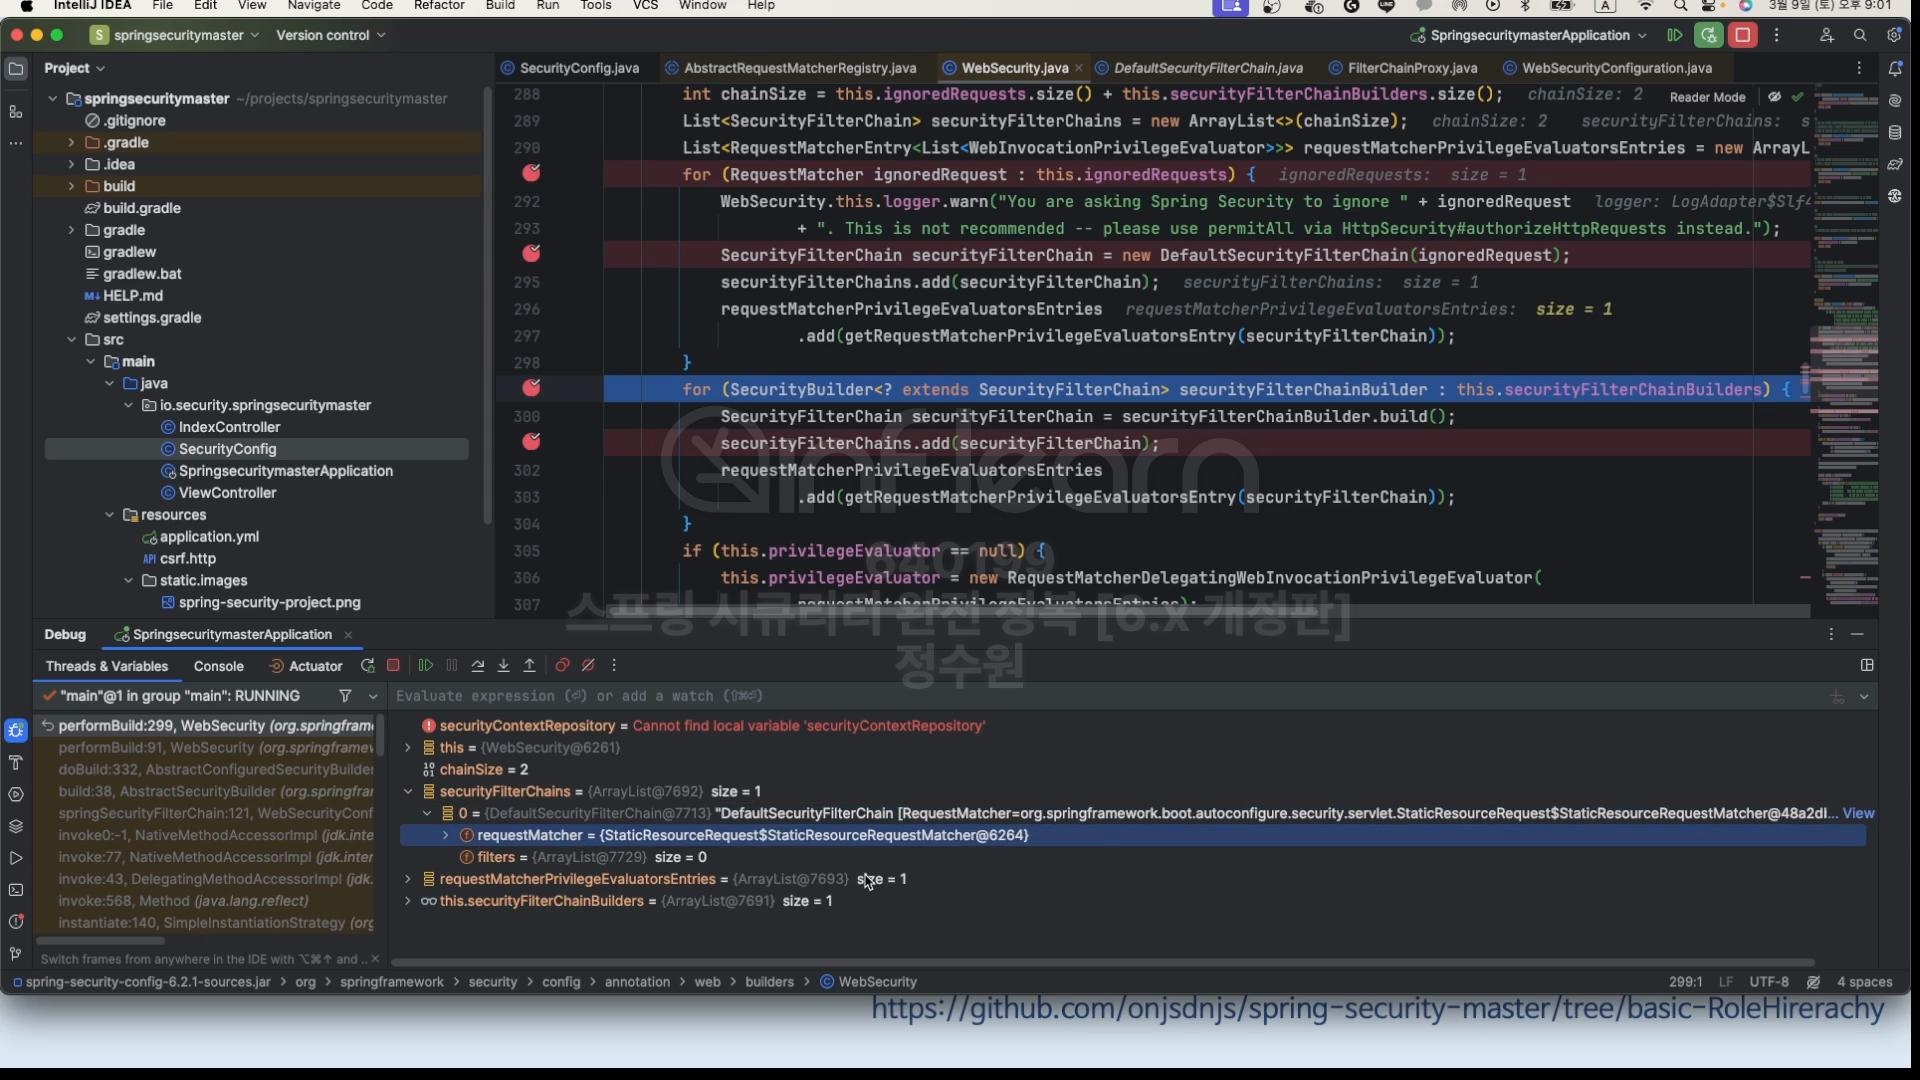 IntelliJ IDEA File Edit View Navigate Code Refactor Build Run Tools VCS Window Help 3월 9일 (토) 오후 9:01
springsecuritymaster Version control SpringsecuritymasterApplication
Project
SecurityConfig.java AbstractRequestMatcherRegistry.java WebSecurity.java DefaultSecurityFilterChain.java FilterChainProxy.java WebSecurityConfiguration.java
springsecuritymaster ~/projects/springsecuritymaster
.gitignore
.gradle
.idea
build
build.gradle
gradle
gradlew
gradlew.bat
HELP.md
settings.gradle
src
main
java
io.security.springsecuritymaster
IndexController
SecurityConfig
SpringsecuritymasterApplication
ViewController
resources
application.yml
csrf.http
static.images
spring-security-project.png
Reader Mode
288 int chainSize = this.ignoredRequests.size() + this.securityFilterChainBuilders.size(); chainSize: 2
289 List<SecurityFilterChain> securityFilterChains = new ArrayList<>(chainSize); chainSize: 2 securityFilterChains: s
290 List<RequestMatcherEntry<List<WebInvocationPrivilegeEvaluator>>> requestMatcherPrivilegeEvaluatorsEntries = new ArrayL
for (RequestMatcher ignoredRequest : this.ignoredRequests) { ignoredRequests: size = 1
292 WebSecurity.this.logger.warn("You are asking Spring Security to ignore " + ignoredRequest logger: LogAdapter$Slf4
293 + ". This is not recommended -- please use permitAll via HttpSecurity#authorizeHttpRequests instead.");
SecurityFilterChain securityFilterChain = new DefaultSecurityFilterChain(ignoredRequest);
295 securityFilterChains.add(securityFilterChain); securityFilterChains: size = 1
296 requestMatcherPrivilegeEvaluatorsEntries requestMatcherPrivilegeEvaluatorsEntries: size = 1
297 .add(getRequestMatcherPrivilegeEvaluatorsEntry(securityFilterChain));
298 }
for (SecurityBuilder<? extends SecurityFilterChain> securityFilterChainBuilder : this.securityFilterChainBuilders) {
300 SecurityFilterChain securityFilterChain = securityFilterChainBuilder.build();
securityFilterChains.add(securityFilterChain);
302 requestMatcherPrivilegeEvaluatorsEntries
303 .add(getRequestMatcherPrivilegeEvaluatorsEntry(securityFilterChain));
304 }
305 if (this.privilegeEvaluator == null) {
306 this.privilegeEvaluator = new RequestMatcherDelegatingWebInvocationPrivilegeEvaluator(
307 requestMatcherPrivilegeEvaluatorsEntries);
inflearn
640199
스프링 시큐리티 완전 정복 [6.x 개정판]
정수원
Debug SpringsecuritymasterApplication
Threads & Variables Console Actuator
"main"@1 in group "main": RUNNING
Evaluate expression (⏎) or add a watch (⇧⌘⏎)
performBuild:299, WebSecurity (org.springfram
performBuild:91, WebSecurity (org.springframew
doBuild:332, AbstractConfiguredSecurityBuilder
build:38, AbstractSecurityBuilder (org.springfram
springSecurityFilterChain:121, WebSecurityConf
invoke0:-1, NativeMethodAccessorImpl (jdk.inte
invoke:77, NativeMethodAccessorImpl (jdk.inter
invoke:43, DelegatingMethodAccessorImpl (jdk.
invoke:568, Method (java.lang.reflect)
instantiate:140, SimpleInstantiationStrategy (org
Switch frames from anywhere in the IDE with ⌥⌘↑ and ..
securityContextRepository = Cannot find local variable 'securityContextRepository'
this = {WebSecurity@6261}
chainSize = 2
securityFilterChains = {ArrayList@7692} size = 1
0 = {DefaultSecurityFilterChain@7713} "DefaultSecurityFilterChain [RequestMatcher=org.springframework.boot.autoconfigure.security.servlet.StaticResourceRequest$StaticResourceRequestMatcher@48a2dl... View
requestMatcher = {StaticResourceRequest$StaticResourceRequestMatcher@6264}
filters = {ArrayList@7729} size = 0
requestMatcherPrivilegeEvaluatorsEntries = {ArrayList@7693} size = 1
this.securityFilterChainBuilders = {ArrayList@7691} size = 1
spring-security-config-6.2.1-sources.jar > org > springframework > security > config > annotation > web > builders > WebSecurity 299:1 LF UTF-8 4 spaces
https://github.com/onjsdnjs/spring-security-master/tree/basic-RoleHirerachy